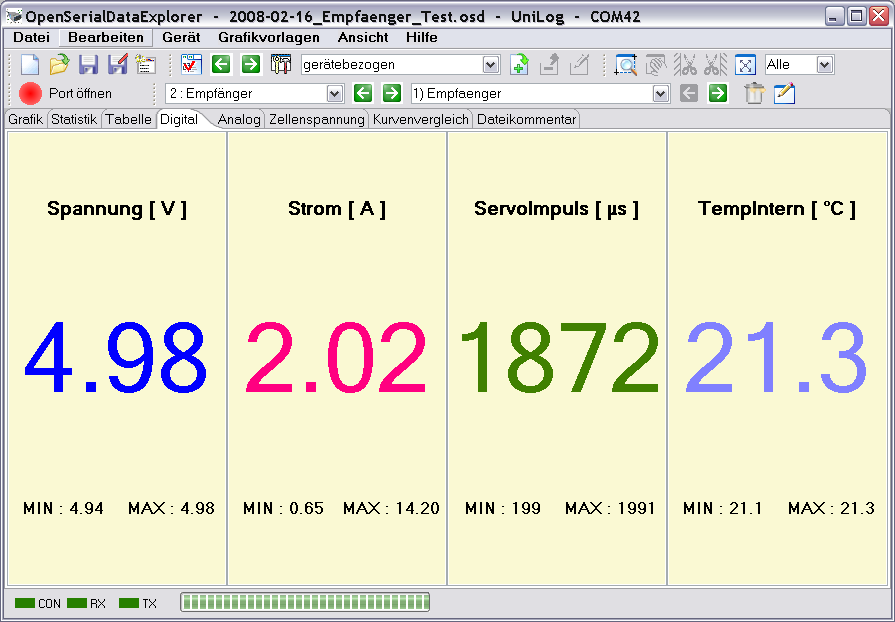 OpenSerialDataExplorer - 2008-02-16_Empfaenger_Test.osd - UniLog - COM42
Datei Bearbeiten Gerät Grafikvorlagen Ansicht Hilfe
gerätebezogen Alle
Port öffnen 2 : Empfänger 1) Empfaenger
Grafik Statistik Tabelle Digital Analog Zellenspannung Kurvenvergleich Dateikommentar
Spannung [ V ] Strom [ A ] ServoImpuls [ µs ] TempIntern [ °C ]
4.98 2.02 1872 21.3
MIN : 4.94 MAX : 4.98 MIN : 0.65 MAX : 14.20 MIN : 199 MAX : 1991 MIN : 21.1 MAX : 21.3
CON RX TX